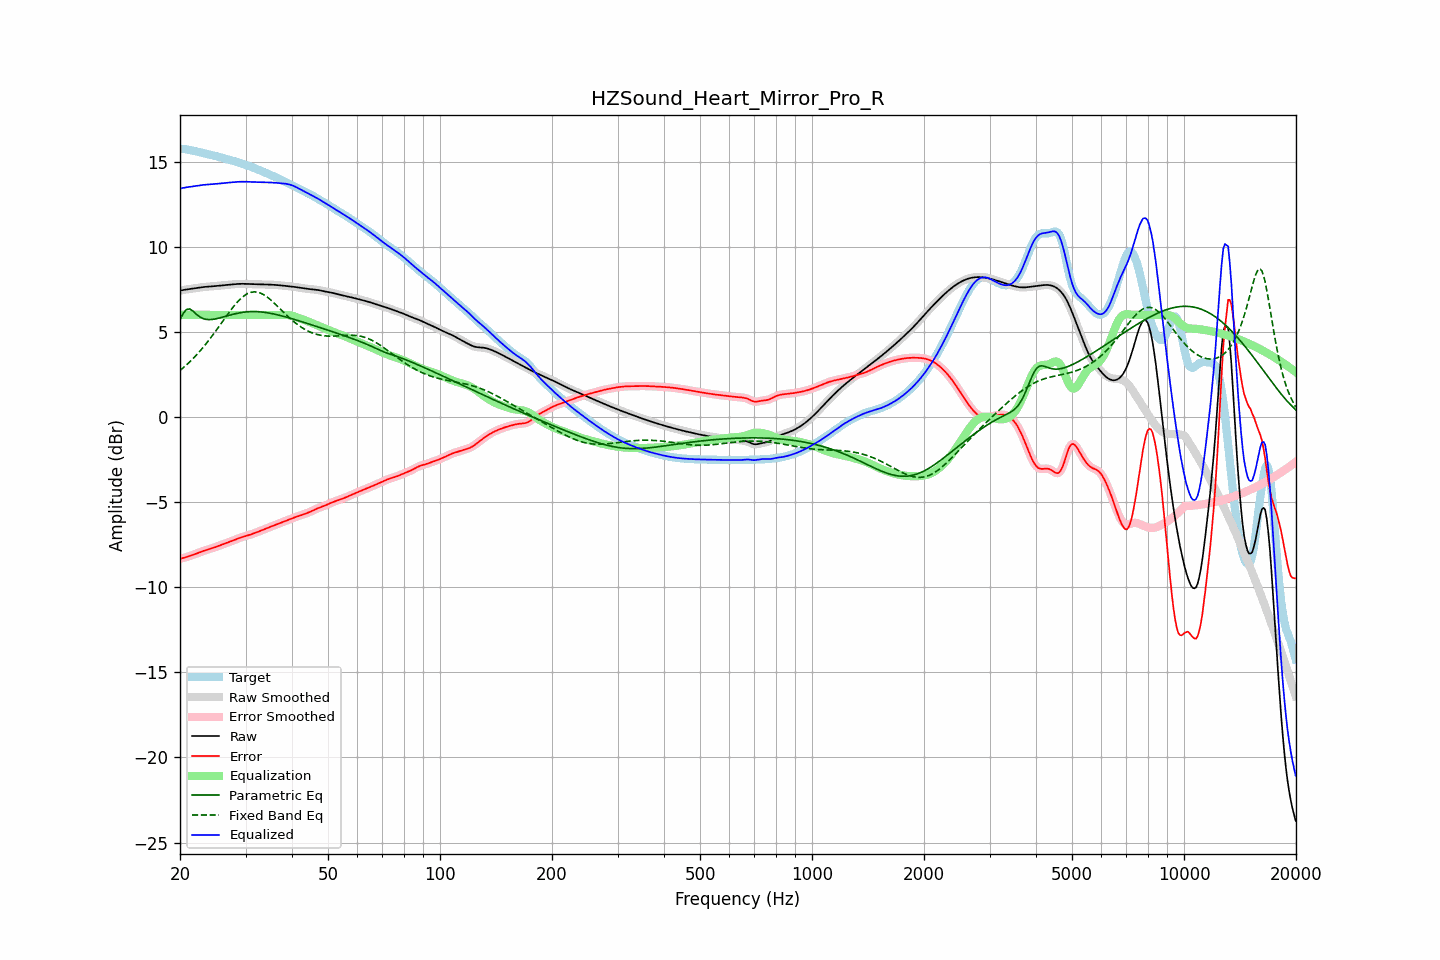 HZSound_Heart_Mirror_Pro_R
Amplitude (dBr)
15
10
5
0
−5
−10
−15
−20
−25
Target
Raw Smoothed
Error Smoothed
Raw
Error
Equalization
Parametric Eq
Fixed Band Eq
Equalized
20 50 100 200 500 1000 2000 5000 10000 20000
Frequency (Hz)